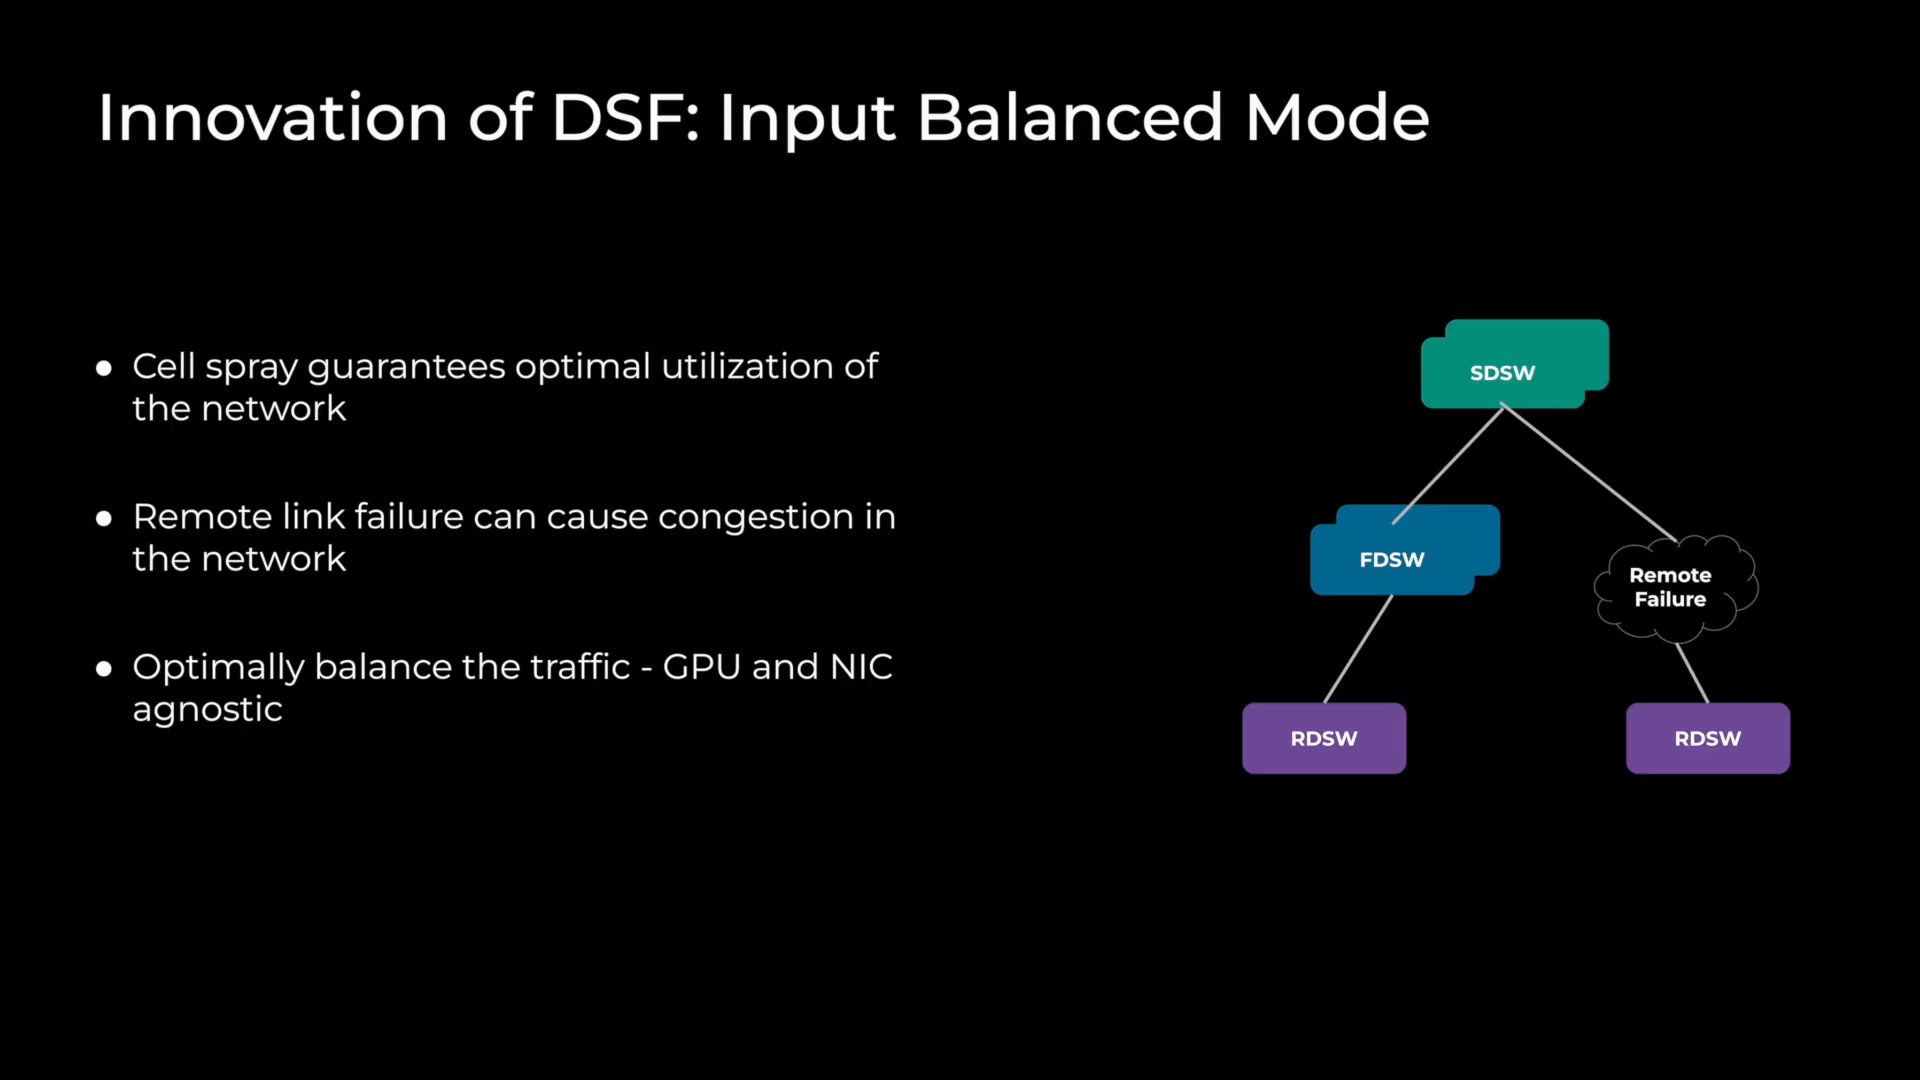 Innovation of DSF: Input Balanced Mode
● Cell spray guarantees optimal utilization of
the network
● Remote link failure can cause congestion in
the network
● Optimally balance the traffic - GPU and NIC
agnostic
SDSW
FDSW
Remote
Failure
RDSW
RDSW